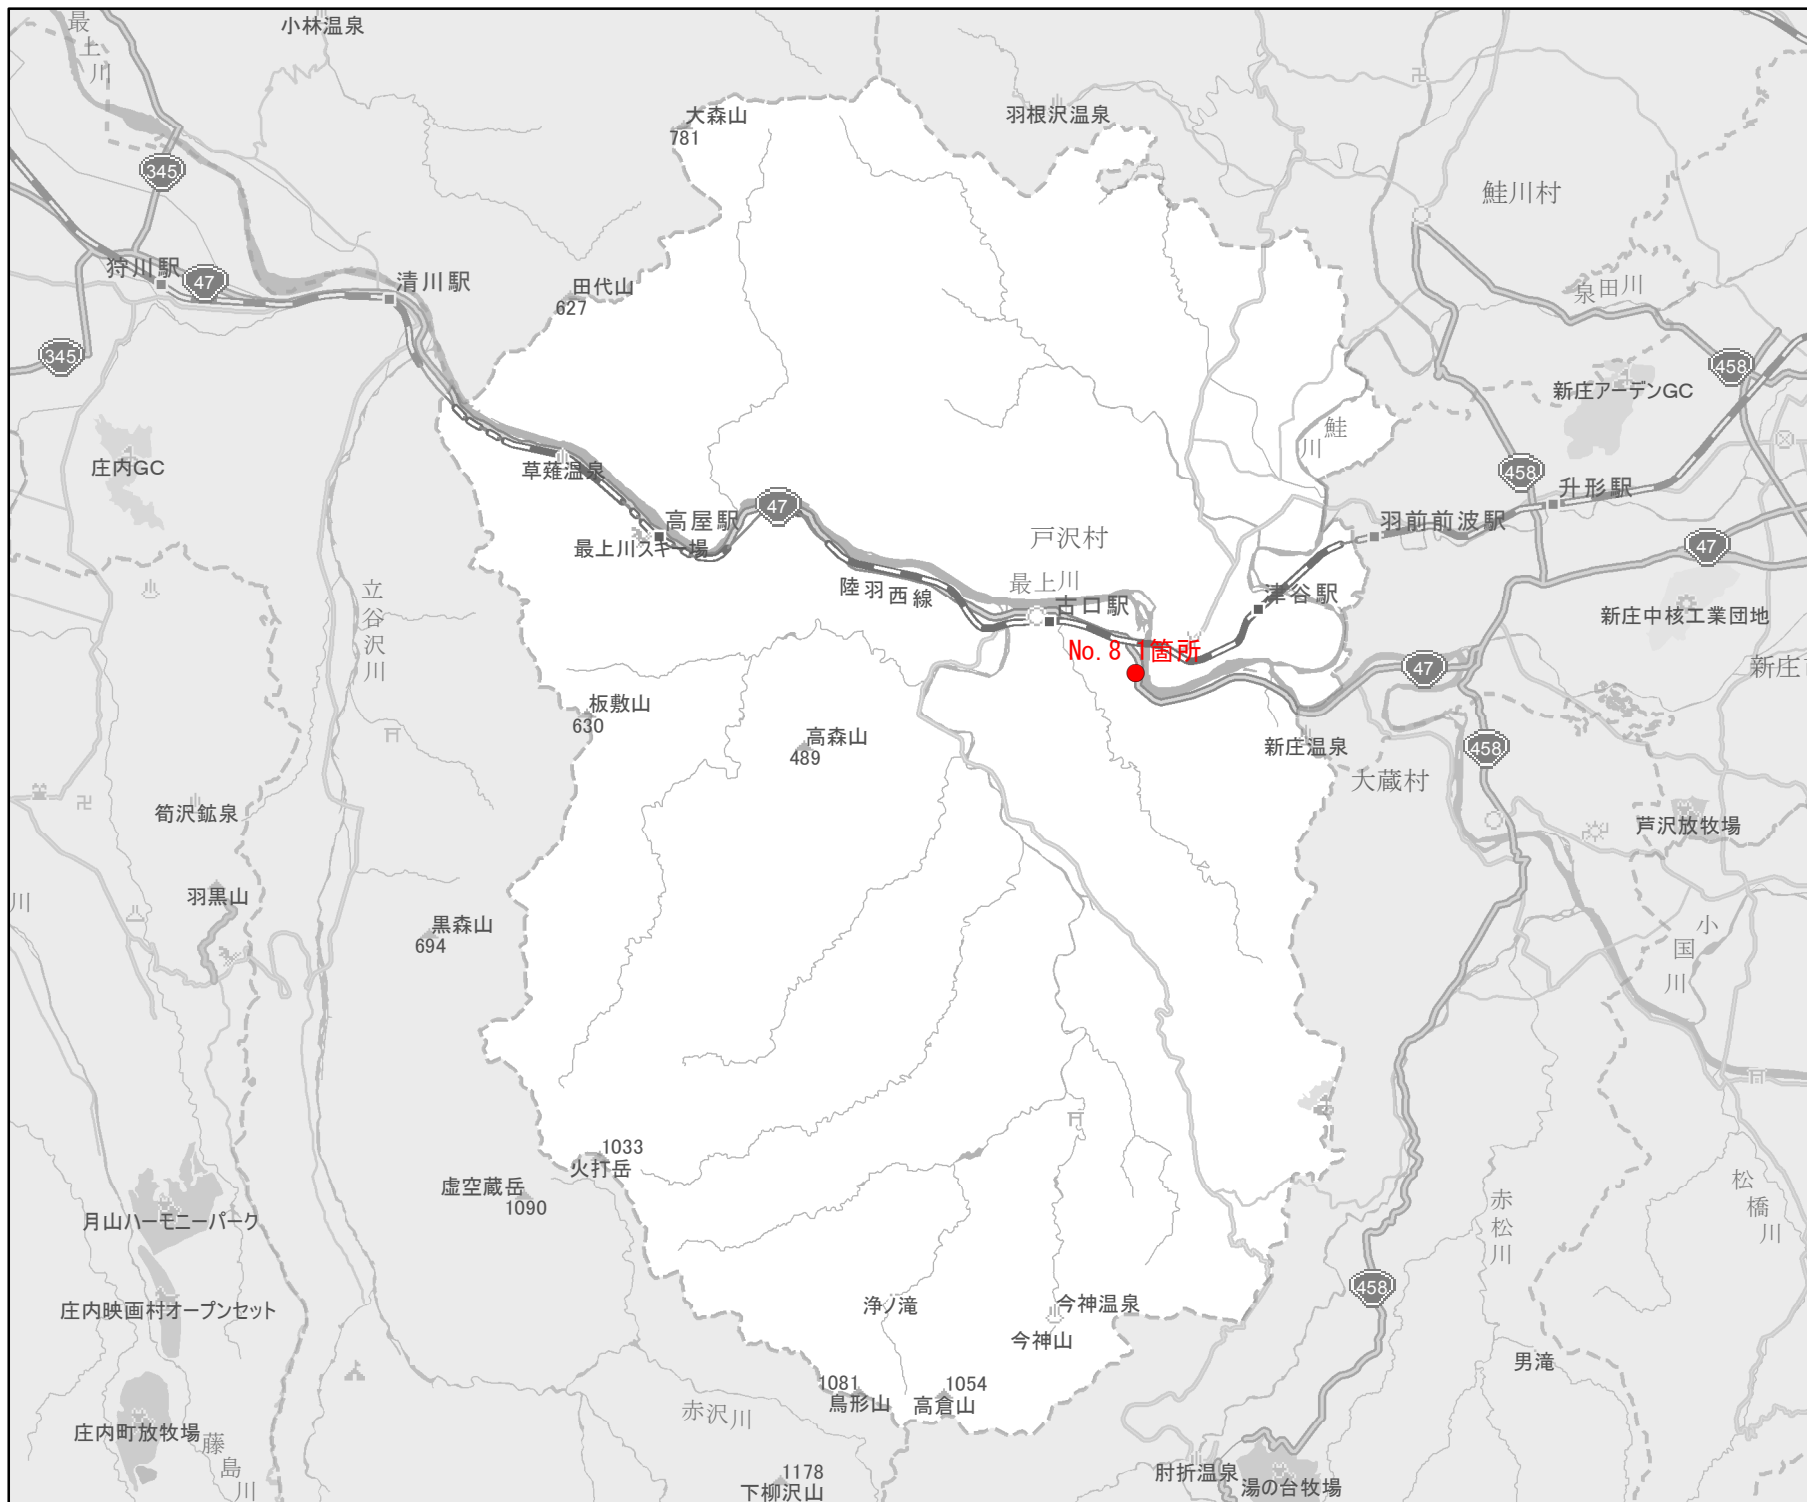 最上川
小林温泉
大森山
781
羽根沢温泉
345
鮭川村
狩川駅
47
清川駅
田代山
627
泉田川
345
458
新庄アーデンGC
鮭川
庄内GC
草薙温泉
458
升形駅
高屋駅
47
羽前前波駅
最上川スキー場
戸沢村
47
立谷沢川
陸羽西線
最上川
古口駅
津谷駅
新庄中核工業団地
No.8 1箇所
47
新庄
板敷山
630
高森山
489
新庄温泉
458
大蔵村
筍沢鉱泉
芦沢放牧場
羽黒山
川
黒森山
694
小国川
1033
火打岳
虚空蔵岳
1090
月山ハーモニーパーク
赤松川
松橋川
458
庄内映画村オープンセット
浄ノ滝
今神温泉
今神山
男滝
1081
鳥形山
1054
高倉山
赤沢川
庄内町放牧場
藤島川
1178
下柳沢山
肘折温泉
湯の台牧場